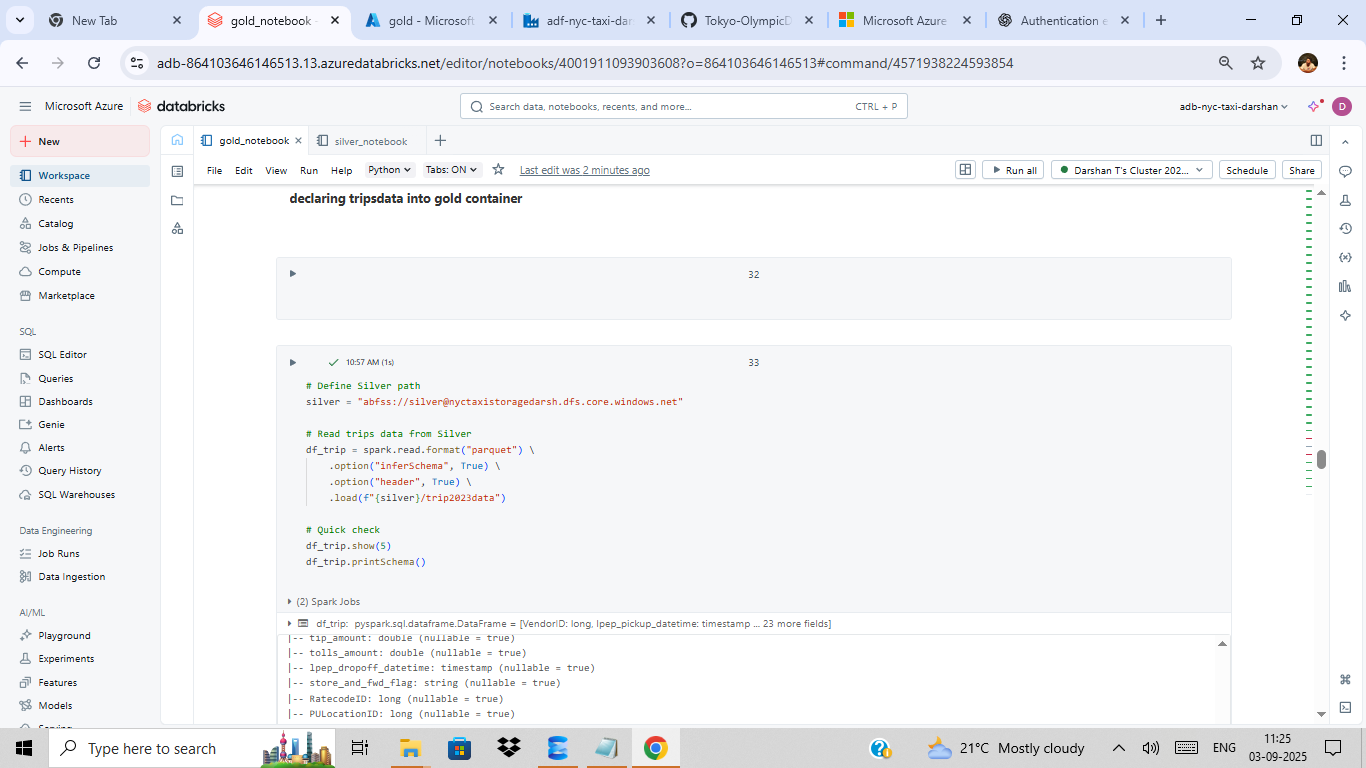 New Tab
gold_notebook -
gold - Microsoft
adf-nyc-taxi-dar
Tokyo-OlympicD
Microsoft Azure
Authentication e
adb-864103646146513.13.azuredatabricks.net/editor/notebooks/4001911093903608?o=864103646146513#command/4571938224593854
Microsoft Azure
databricks
Search data, notebooks, recents, and more...
CTRL + P
adb-nyc-taxi-darshan
D
New
Workspace
Recents
Catalog
Jobs & Pipelines
Compute
Marketplace
SQL
SQL Editor
Queries
Dashboards
Genie
Alerts
Query History
SQL Warehouses
Data Engineering
Job Runs
Data Ingestion
AI/ML
Playground
Experiments
Features
Models
Serving
gold_notebook
silver_notebook
File Edit View Run Help Python Tabs: ON Last edit was 2 minutes ago
Run all
Darshan T's Cluster 202...
Schedule
Share
declaring tripsdata into gold container
32
10:57 AM (1s)
33
# Define Silver path
silver = "abfss://silver@nyctaxistoragedarsh.dfs.core.windows.net"
# Read trips data from Silver
df_trip = spark.read.format("parquet") \
.option("inferSchema", True) \
.option("header", True) \
.load(f"{silver}/trip2023data")
# Quick check
df_trip.show(5)
df_trip.printSchema()
(2) Spark Jobs
df_trip: pyspark.sql.dataframe.DataFrame = [VendorID: long, lpep_pickup_datetime: timestamp ... 23 more fields]
|-- tip_amount: double (nullable = true)
|-- tolls_amount: double (nullable = true)
|-- lpep_dropoff_datetime: timestamp (nullable = true)
|-- store_and_fwd_flag: string (nullable = true)
|-- RatecodeID: long (nullable = true)
|-- PULocationID: long (nullable = true)
Type here to search
21°C Mostly cloudy
ENG
11:25
03-09-2025